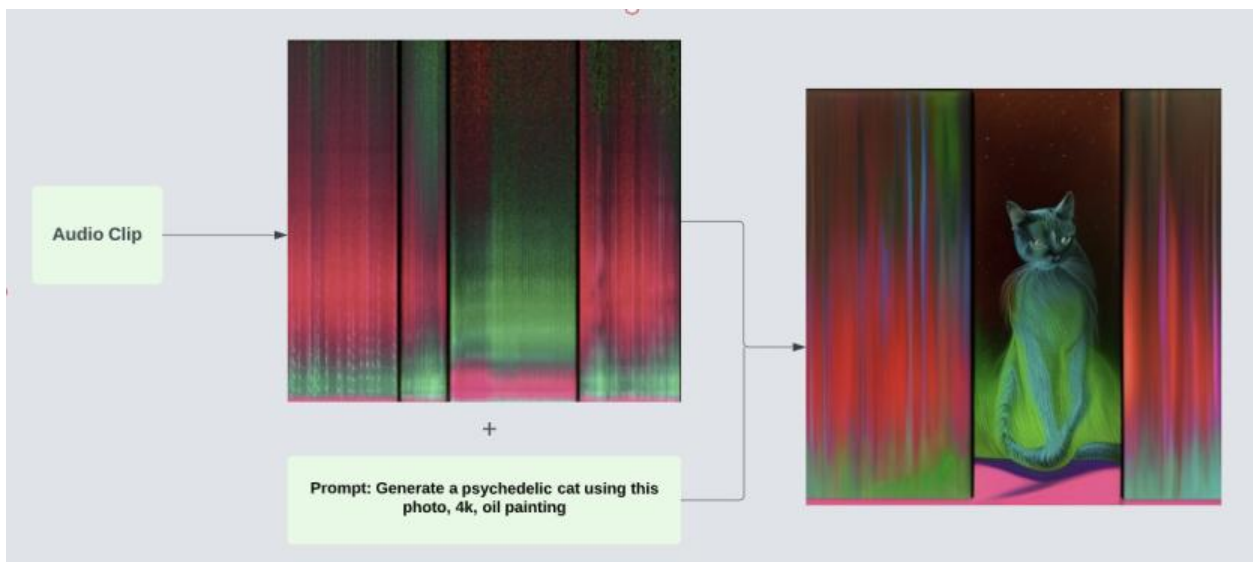 Audio Clip
+
Prompt: Generate a psychedelic cat using this
photo, 4k, oil painting